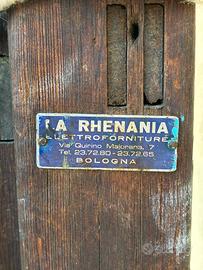 LA RHENANIA
ELETTROFORNITURE
Via Quirino Majorana, 7
Tel. 23.72.80 - 23.72.65
BOLOGNA